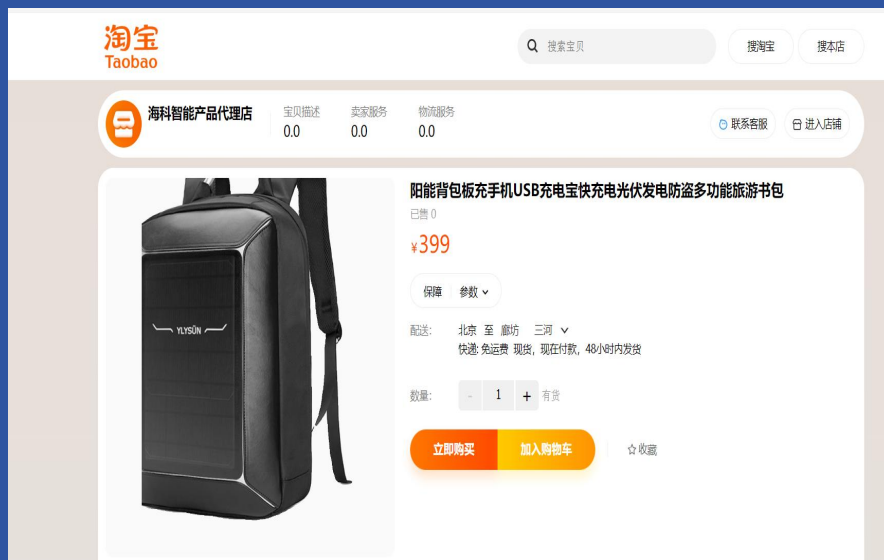 淘宝
Taobao
搜索宝贝
搜淘宝
搜本店
海科智能产品代理店
宝贝描述
0.0
卖家服务
0.0
物流服务
0.0
联系客服
进入店铺
YLYSÜN
阳能背包板充手机USB充电宝快充电光伏发电防盗多功能旅游书包
已售 0
¥399
保障 参数
配送： 北京 至 廊坊 三河
快递: 免运费 现货，现在付款，48小时内发货
数量： - 1 + 有货
立即购买
加入购物车
收藏